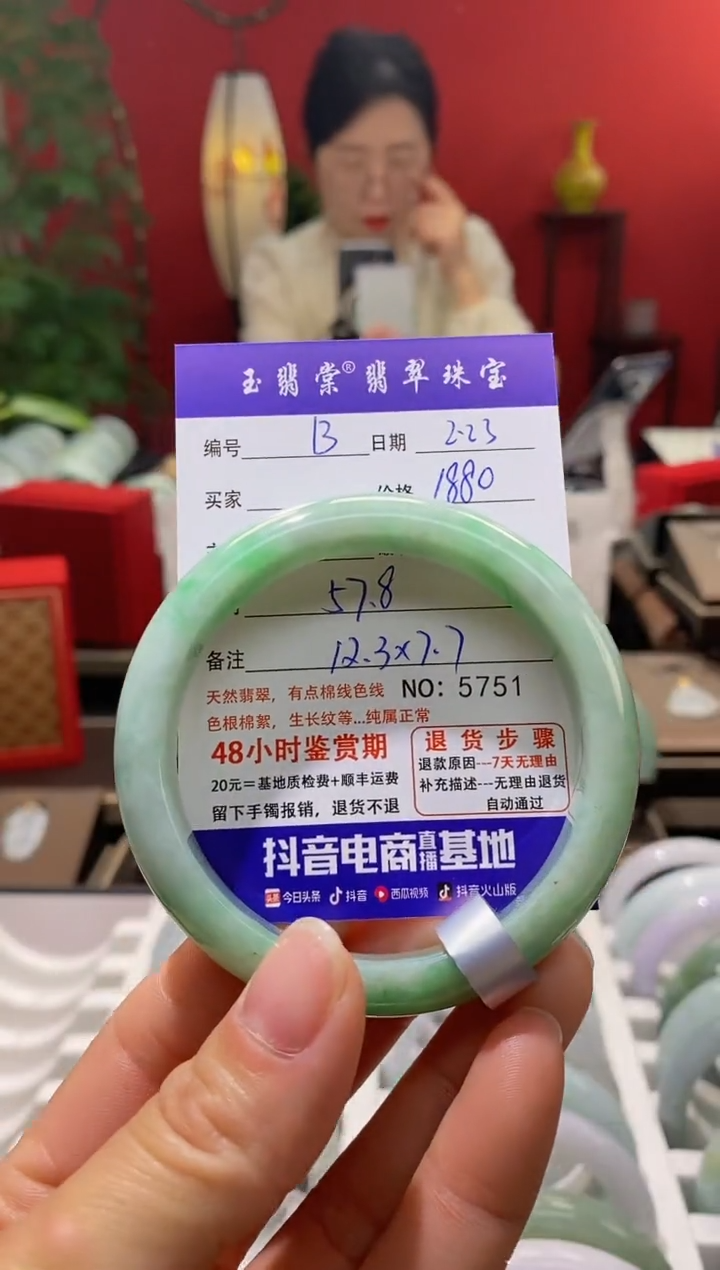 玉翡棠®翡翠珠宝
编号 13 日期 2.23
买家 价格 1880
57.8
备注 12.3×7.7
天然翡翠，有点棉线色线 NO：5751
色根棉絮，生长纹等...纯属正常
48小时鉴赏期
20元＝基地质检费+顺丰运费
留下手镯报销，退货不退
退货步骤
退款原因---7天无理由
补充描述---无理由退货
自动通过
抖音电商直播基地
头条 今日头条 抖音 西瓜视频 抖音火山版